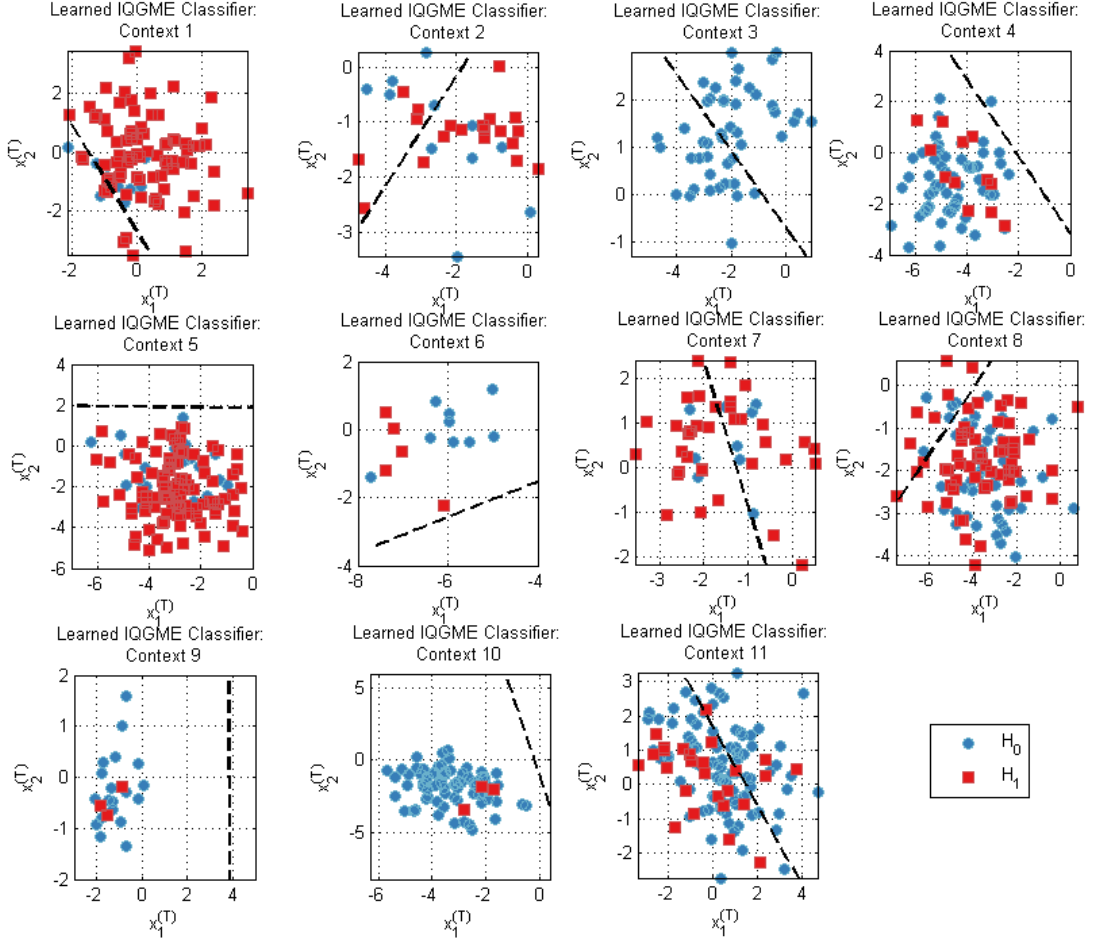 Learned IQGME Classifier:
Context 1
2
0
-2
-2
0
2
x₂^(T)
x₁^(T)
Learned IQGME Classifier:
Context 2
0
-1
-2
-3
-4
-2
0
x₂^(T)
x₁^(T)
Learned IQGME Classifier:
Context 3
3
2
1
0
-1
-4
-2
0
x₂^(T)
x₁^(T)
Learned IQGME Classifier:
Context 4
4
2
0
-2
-4
-6
-4
-2
0
x₂^(T)
x₁^(T)
Learned IQGME Classifier:
Context 5
4
2
0
-2
-4
-6
-6
-4
-2
0
x₂^(T)
x₁^(T)
Learned IQGME Classifier:
Context 6
2
0
-2
-4
-8
-6
-4
x₂^(T)
x₁^(T)
Learned IQGME Classifier:
Context 7
2
1
0
-1
-2
-3
-2
-1
0
x₂^(T)
x₁^(T)
Learned IQGME Classifier:
Context 8
0
-1
-2
-3
-4
-6
-4
-2
0
x₂^(T)
x₁^(T)
Learned IQGME Classifier:
Context 9
2
1
0
-1
-2
-2
0
2
4
x₂^(T)
x₁^(T)
Learned IQGME Classifier:
Context 10
5
0
-5
-6
-4
-2
0
x₂^(T)
x₁^(T)
Learned IQGME Classifier:
Context 11
3
2
1
0
-1
-2
-2
0
2
4
x₂^(T)
x₁^(T)
H₀
H₁